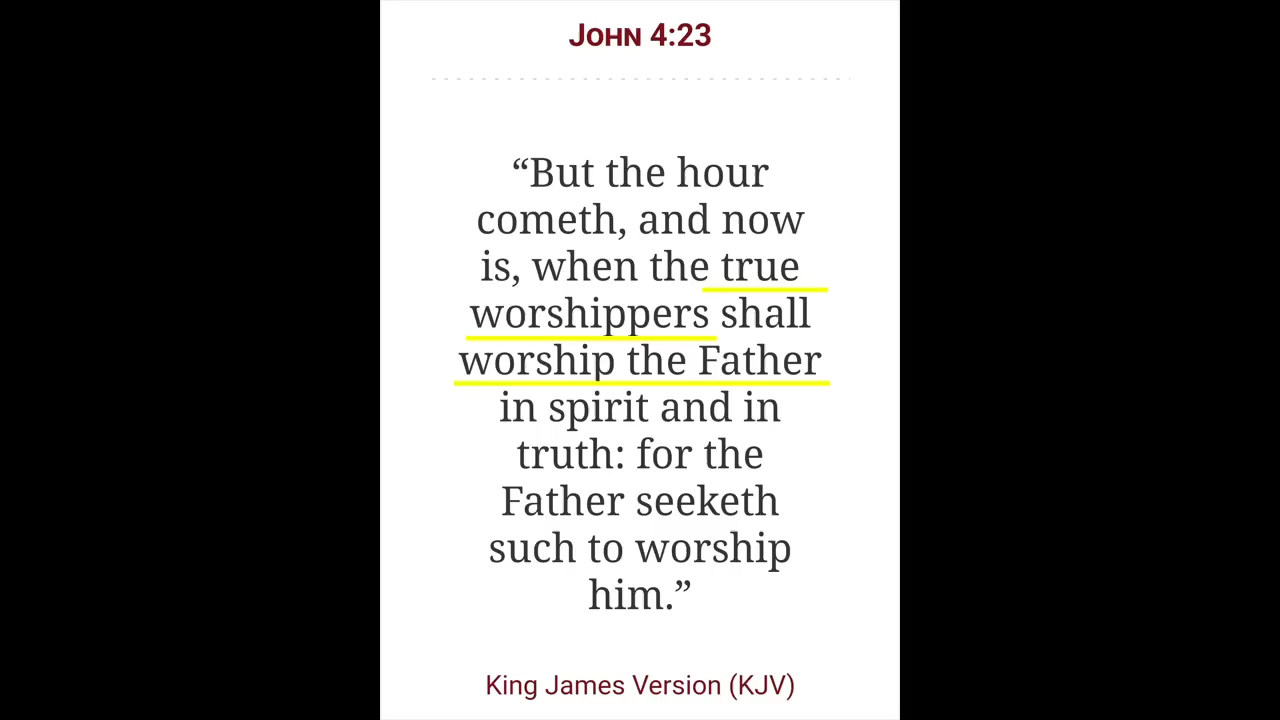 John 4:23
“But the hour
cometh, and now
is, when the true
worshippers shall
worship the Father
in spirit and in
truth: for the
Father seeketh
such to worship
him.”
King James Version (KJV)